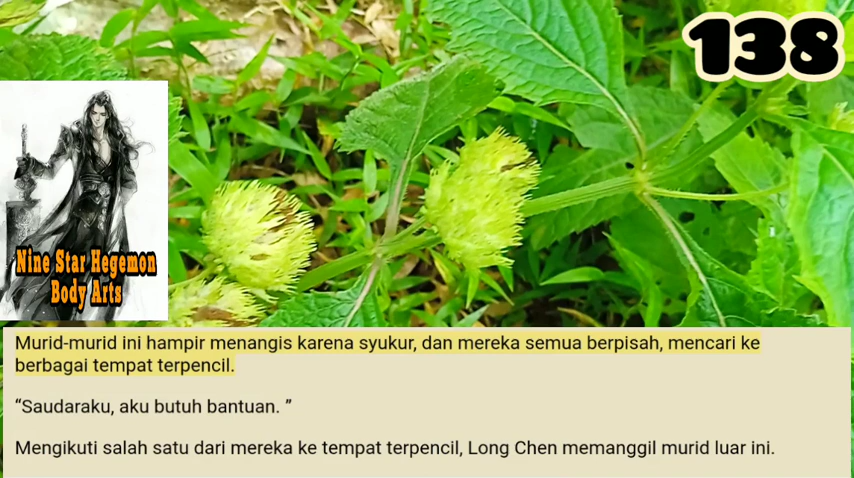 138
Nine Star Hegemon
Body Arts
Murid-murid ini hampir menangis karena syukur, dan mereka semua berpisah, mencari ke
berbagai tempat terpencil.
“Saudaraku, aku butuh bantuan. ”
Mengikuti salah satu dari mereka ke tempat terpencil, Long Chen memanggil murid luar ini.